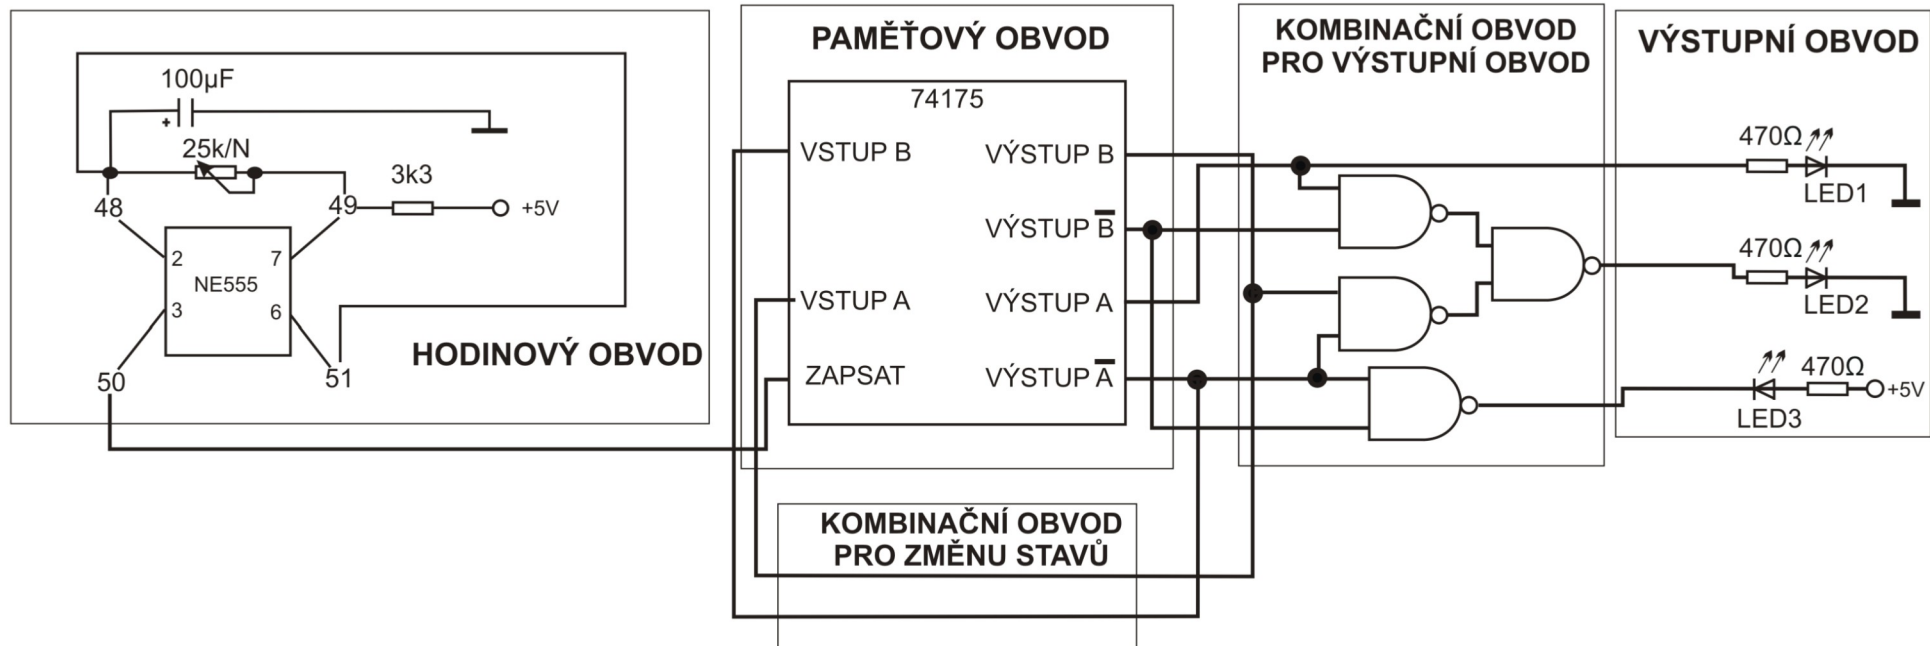 HODINOVÝ OBVOD
100µF
+
25k/N
3k3
48
49
+5V
2
7
NE555
3
6
50
51
PAMĚŤOVÝ OBVOD
74175
VSTUP B
VÝSTUP B
VÝSTUP B̅
VSTUP A
VÝSTUP A
ZAPSAT
VÝSTUP A̅
KOMBINAČNÍ OBVOD
PRO ZMĚNU STAVŮ
KOMBINAČNÍ OBVOD
PRO VÝSTUPNÍ OBVOD
VÝSTUPNÍ OBVOD
470Ω
LED1
470Ω
LED2
470Ω
+5V
LED3